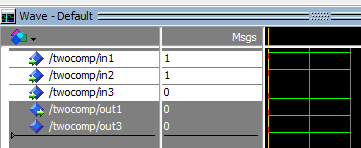 Wave - Default
Msgs
/twocomp/in1 1
/twocomp/in2 1
/twocomp/in3 0
/twocomp/out1 0
/twocomp/out3 0